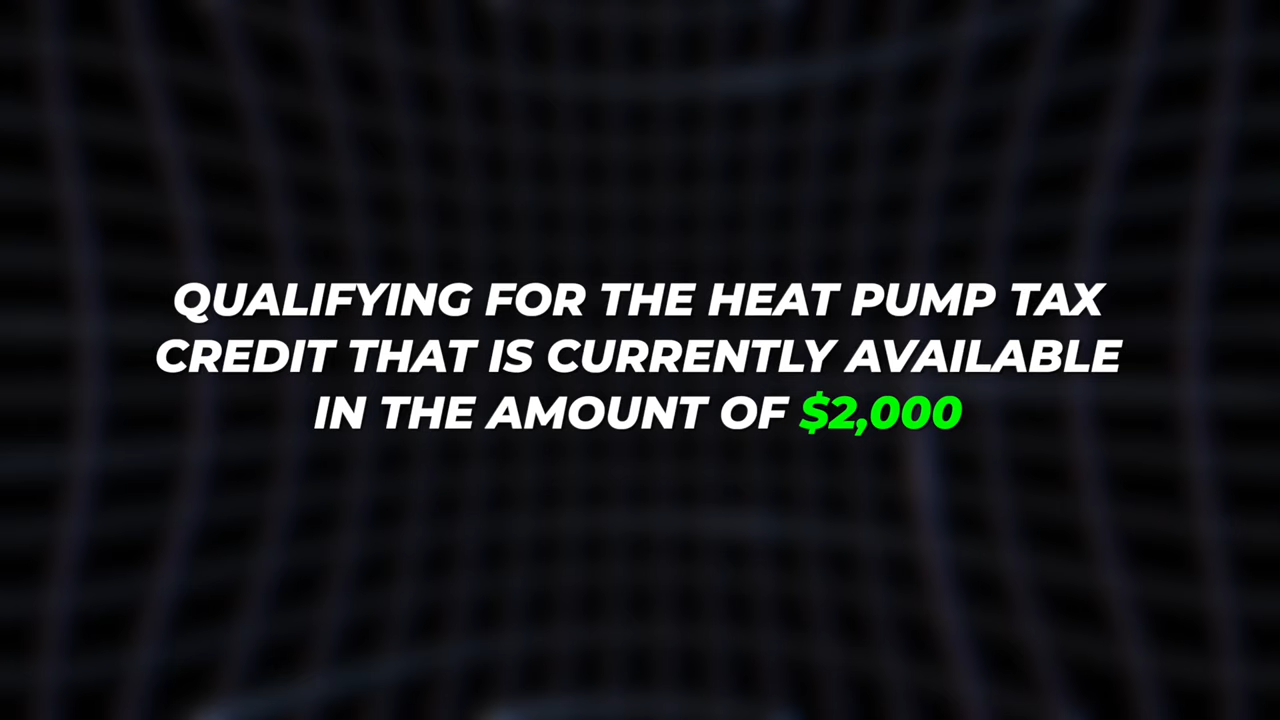 QUALIFYING FOR THE HEAT PUMP TAX
CREDIT THAT IS CURRENTLY AVAILABLE
IN THE AMOUNT OF $2,000